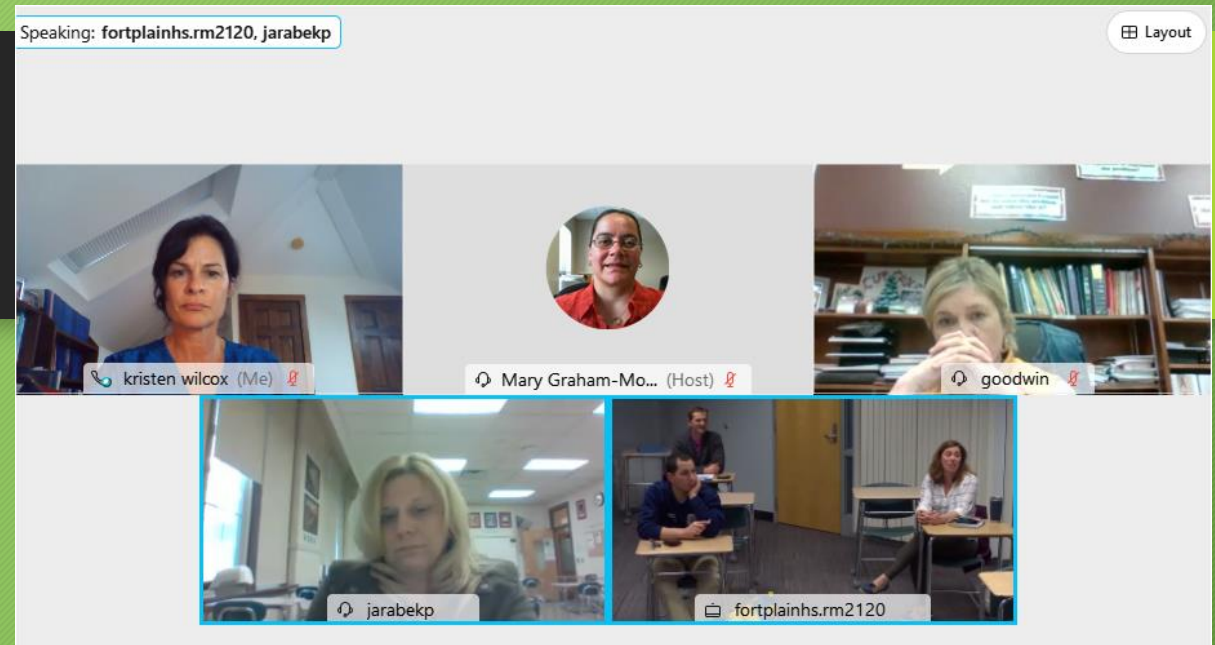 Speaking: fortplainhs.rm2120, jarabekp
Layout
kristen wilcox (Me)
Mary Graham-Mo... (Host)
goodwin
jarabekp
fortplainhs.rm2120